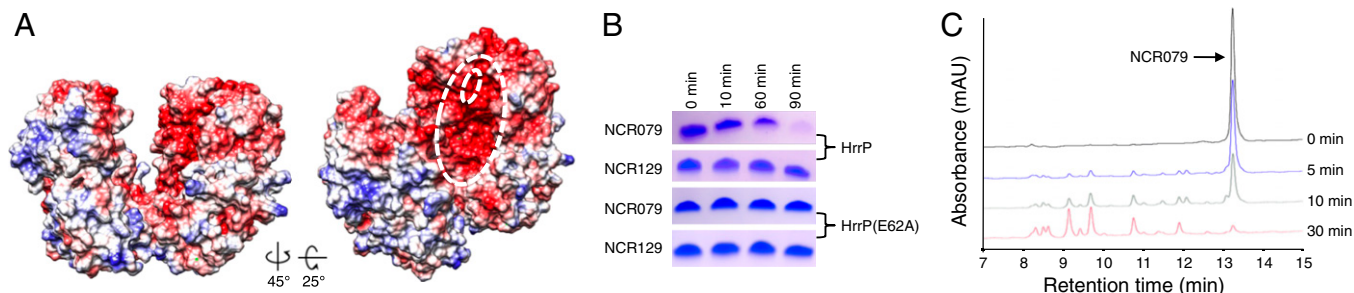 A
45°
25°
B
0 min
10 min
60 min
90 min
NCR079
HrrP
NCR129
NCR079
HrrP(E62A)
NCR129
C
NCR079
0 min
5 min
10 min
30 min
Absorbance (mAU)
7 8 9 10 11 12 13 14 15
Retention time (min)